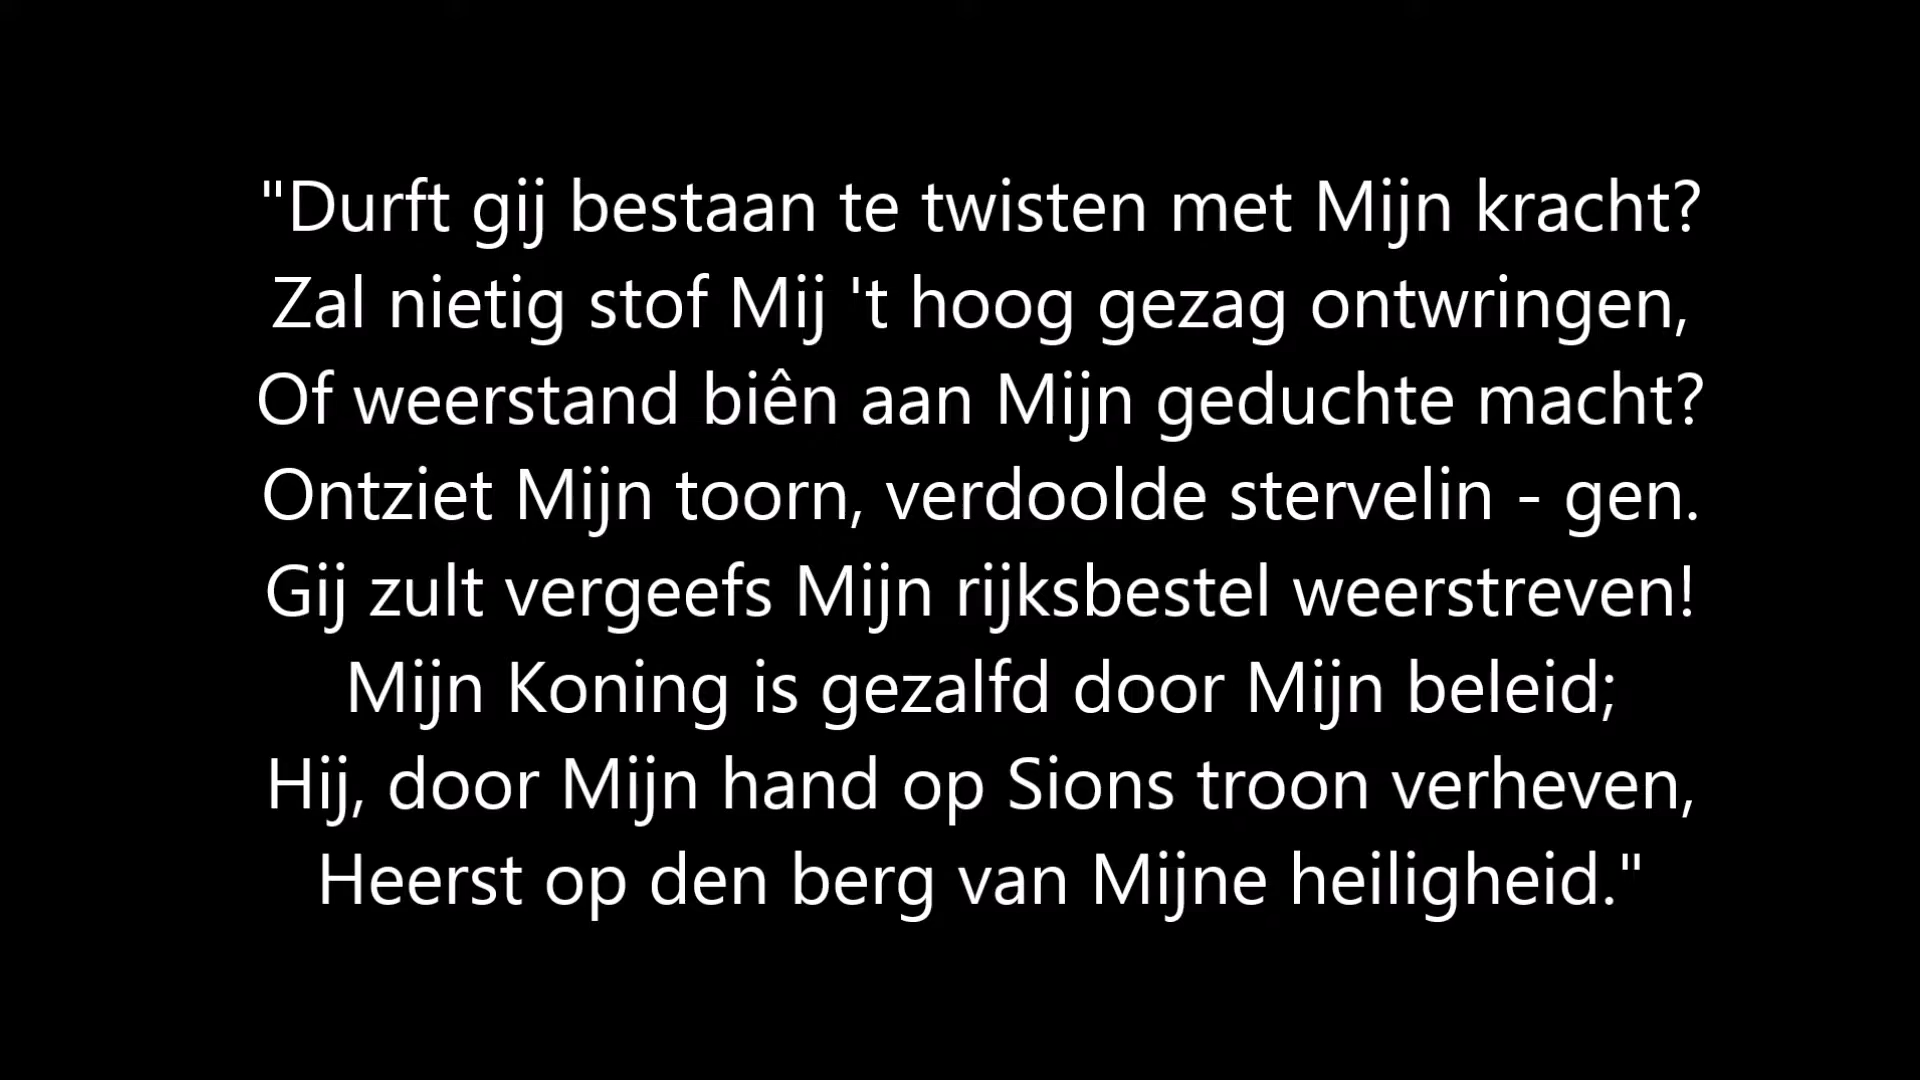 "Durft gij bestaan te twisten met Mijn kracht?
Zal nietig stof Mij 't hoog gezag ontwringen,
Of weerstand biên aan Mijn geduchte macht?
Ontziet Mijn toorn, verdoolde stervelin - gen.
Gij zult vergeefs Mijn rijksbestel weerstreven!
Mijn Koning is gezalfd door Mijn beleid;
Hij, door Mijn hand op Sions troon verheven,
Heerst op den berg van Mijne heiligheid."